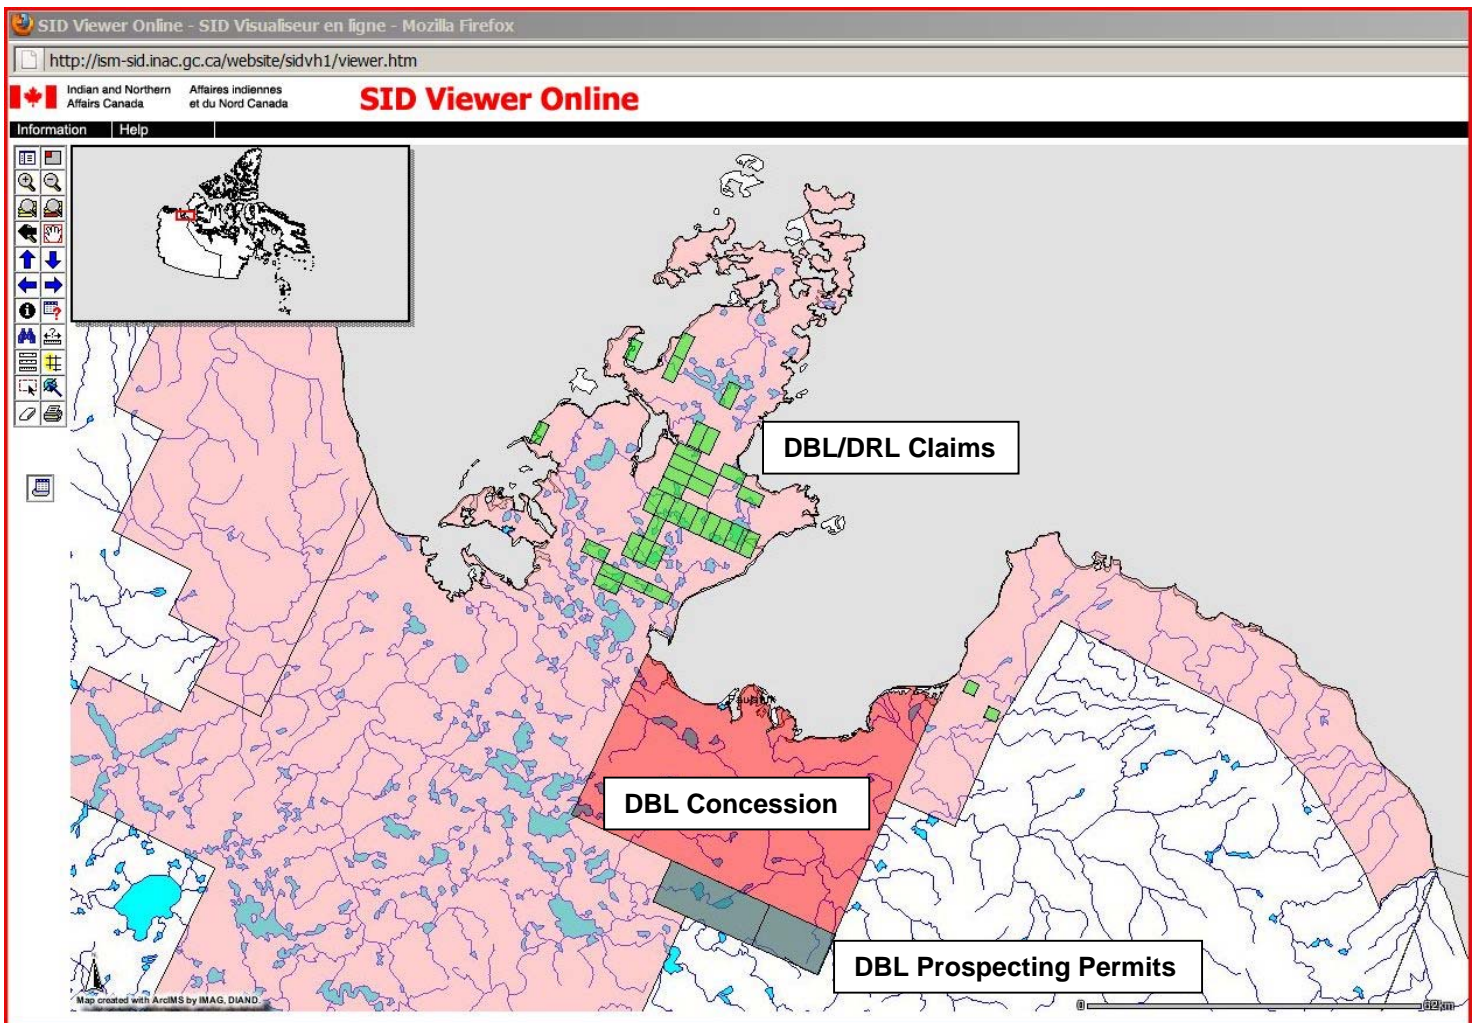 SID Viewer Online - SID Visualiseur en ligne - Mozilla Firefox
http://ism-sid.inac.gc.ca/website/sidvh1/viewer.htm
Indian and Northern Affaires indiennes
Affairs Canada et du Nord Canada
SID Viewer Online
Information Help
DBL/DRL Claims
DBL Concession
DBL Prospecting Permits
Map created with ArcIMS by IMAG, DIAND.
0